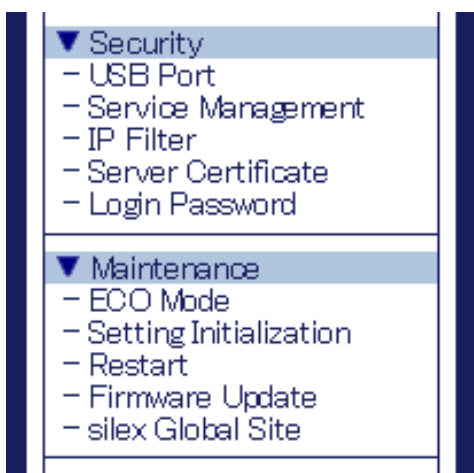 ▼ Security
- USB Port
- Service Management
- IP Filter
- Server Certificate
- Login Password
▼ Maintenance
- ECO Mode
- Setting Initialization
- Restart
- Firmware Update
- silex Global Site